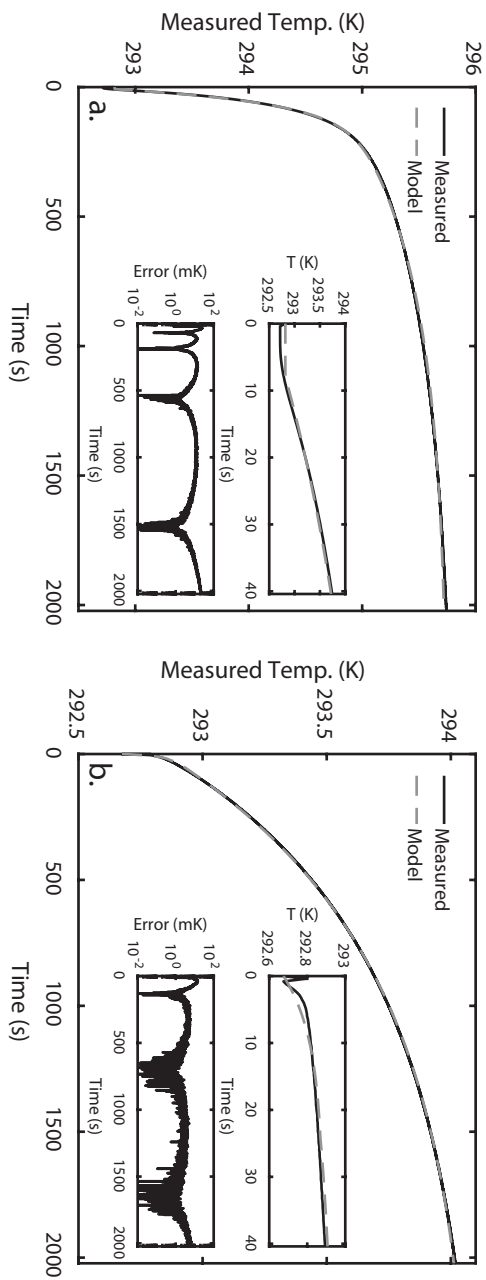 Measured Temp. (K)
296
295
294
293
Measured
Model
a.
T (K)
294
293.5
293
292.5
0
10
20
30
40
Time (s)
Error (mK)
10^2
10^0
10^-2
0
500
1000
1500
2000
Time (s)
0
500
1000
1500
2000
Time (s)
Measured Temp. (K)
294
293.5
293
292.5
Measured
Model
b.
T (K)
293
292.8
292.6
0
10
20
30
40
Time (s)
Error (mK)
10^2
10^0
10^-2
0
500
1000
1500
2000
Time (s)
0
500
1000
1500
2000
Time (s)